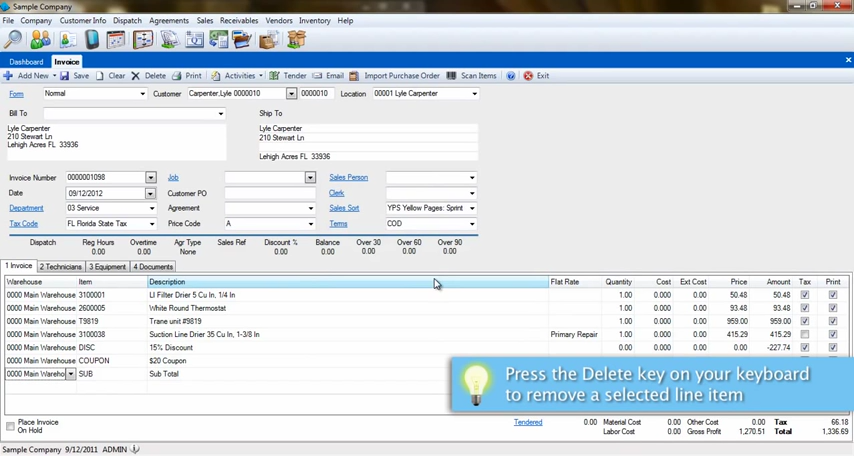 Sample Company
File Company Customer Info Dispatch Agreements Sales Receivables Vendors Inventory Help
Dashboard Invoice
Add New Save Clear Delete Print Activities Tender Email Import Purchase Order Scan Items Exit
Form Normal Customer Carpenter,Lyle 0000010 0000010 Location 00001 Lyle Carpenter
Bill To Ship To
Lyle Carpenter Lyle Carpenter
210 Stewart Ln 210 Stewart Ln
Lehigh Acres FL 33936 Lehigh Acres FL 33936
Invoice Number 0000001098 Job Sales Person
Date 09/12/2012 Customer PO Clerk
Department 03 Service Agreement Sales Sort YPS Yellow Pages: Sprint
Tax Code FL Florida State Tax Price Code A Terms COD
Dispatch Reg Hours Overtime Agr Type Sales Ref Discount % Balance Over 30 Over 60 Over 90
0.00 0.00 None 0.00 0.00 0.00 0.00 0.00
1 Invoice 2 Technicians 3 Equipment 4 Documents
Warehouse Item Description Flat Rate Quantity Cost Ext Cost Price Amount Tax Print
0000 Main Warehouse 3100001 LI Filter Drier 5 Cu In, 1/4 In 1.00 0.000 0.00 50.48 50.48
0000 Main Warehouse 2600005 White Round Thermostat 1.00 0.000 0.00 93.48 93.48
0000 Main Warehouse T9819 Trane unit #9819 1.00 0.000 0.00 959.00 959.00
0000 Main Warehouse 3100038 Suction Line Drier 35 Cu In, 1-3/8 In Primary Repair 1.00 0.000 0.00 415.29 415.29
0000 Main Warehouse DISC 15% Discount 1.00 0.000 0.00 0.00 -227.74
0000 Main Warehouse COUPON $20 Coupon
0000 Main Wareho SUB Sub Total
Press the Delete key on your keyboard
to remove a selected line item
Place Invoice On Hold Tendered 0.00 Material Cost 0.00 Other Cost 0.00 Tax 66.18
Labor Cost 0.00 Gross Profit 1,270.51 Total 1,336.69
Sample Company 9/12/2011 ADMIN